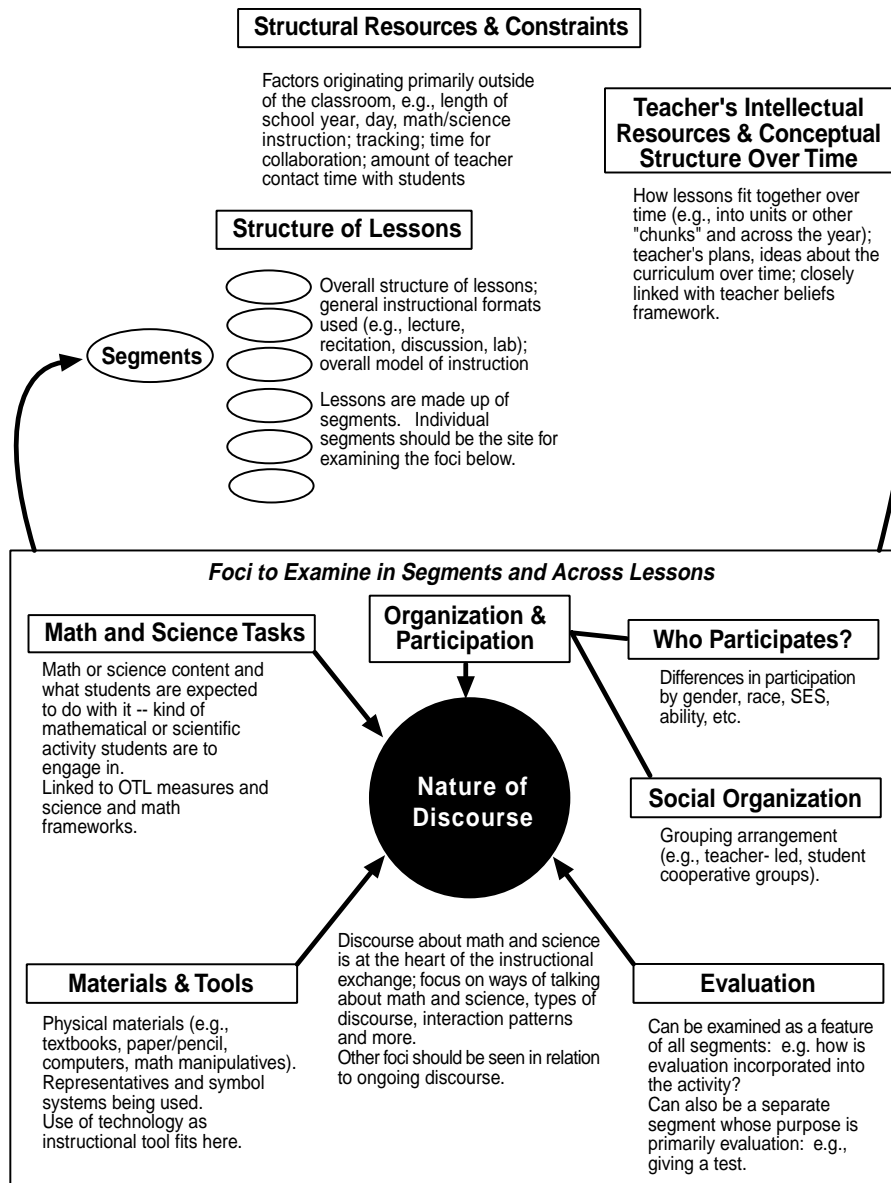 Structural Resources & Constraints
Factors originating primarily outside
of the classroom, e.g., length of
school year, day, math/science
instruction; tracking; time for
collaboration; amount of teacher
contact time with students
Teacher's Intellectual
Resources & Conceptual
Structure Over Time
How lessons fit together over
time (e.g., into units or other
"chunks" and across the year);
teacher's plans, ideas about the
curriculum over time; closely
linked with teacher beliefs
framework.
Structure of Lessons
Segments
Overall structure of lessons;
general instructional formats
used (e.g., lecture,
recitation, discussion, lab);
overall model of instruction
Lessons are made up of
segments. Individual
segments should be the site for
examining the foci below.
Foci to Examine in Segments and Across Lessons
Math and Science Tasks
Math or science content and
what students are expected
to do with it -- kind of
mathematical or scientific
activity students are to
engage in.
Linked to OTL measures and
science and math
frameworks.
Organization &
Participation
Who Participates?
Differences in participation
by gender, race, SES,
ability, etc.
Nature of
Discourse
Social Organization
Grouping arrangement
(e.g., teacher- led, student
cooperative groups).
Materials & Tools
Physical materials (e.g.,
textbooks, paper/pencil,
computers, math manipulatives).
Representatives and symbol
systems being used.
Use of technology as
instructional tool fits here.
Discourse about math and science
is at the heart of the instructional
exchange; focus on ways of talking
about math and science, types of
discourse, interaction patterns
and more.
Other foci should be seen in relation
to ongoing discourse.
Evaluation
Can be examined as a feature
of all segments: e.g. how is
evaluation incorporated into
the activity?
Can also be a separate
segment whose purpose is
primarily evaluation: e.g.,
giving a test.